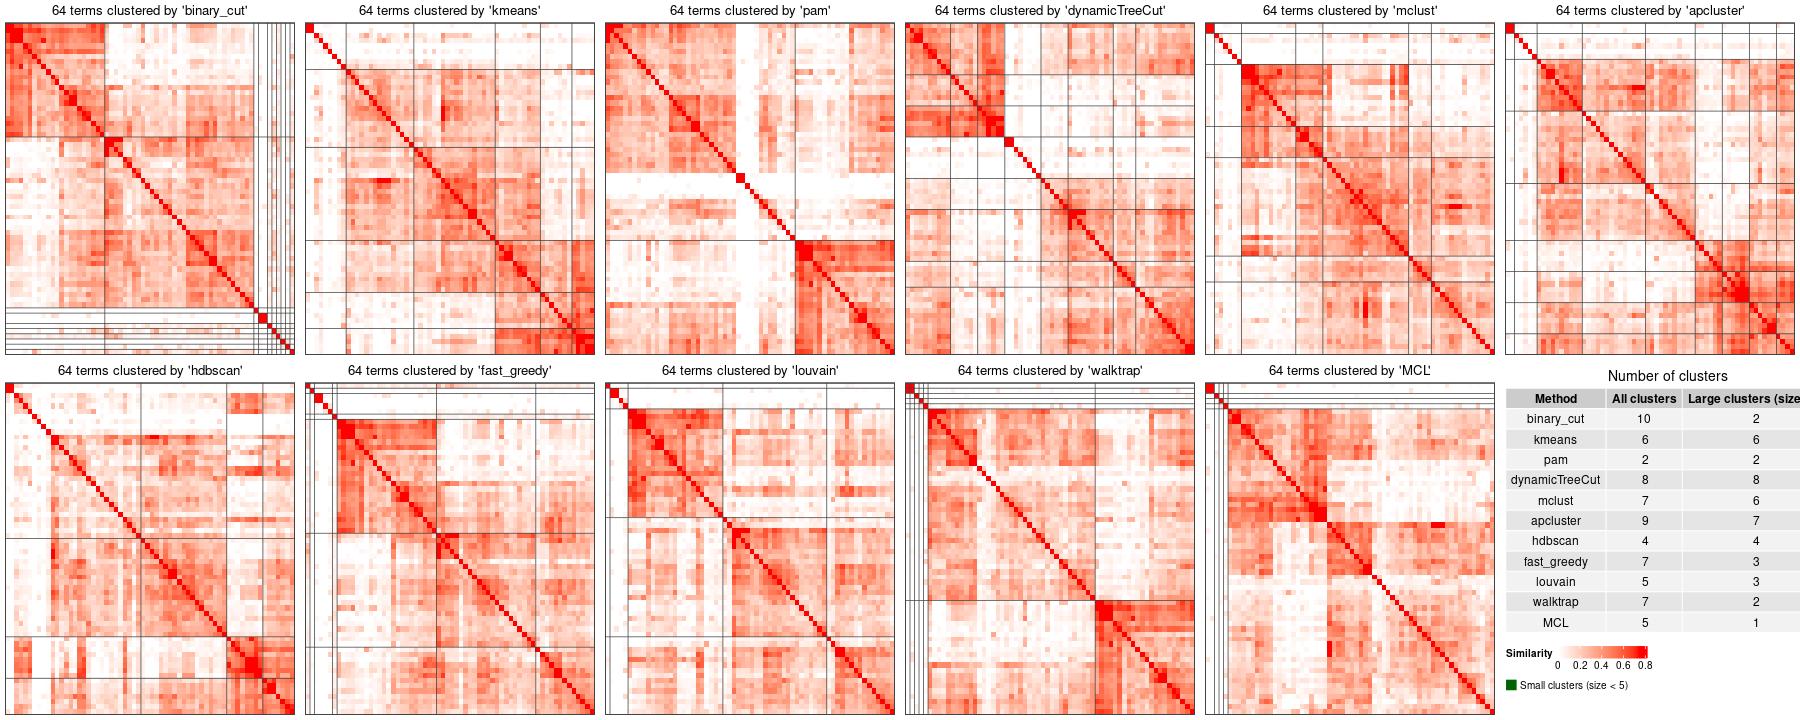 64 terms clustered by 'binary_cut'
64 terms clustered by 'kmeans'
64 terms clustered by 'pam'
64 terms clustered by 'dynamicTreeCut'
64 terms clustered by 'mclust'
64 terms clustered by 'apcluster'
64 terms clustered by 'hdbscan'
64 terms clustered by 'fast_greedy'
64 terms clustered by 'louvain'
64 terms clustered by 'walktrap'
64 terms clustered by 'MCL'
Number of clusters
Method All clusters Large clusters (size
binary_cut 10 2
kmeans 6 6
pam 2 2
dynamicTreeCut 8 8
mclust 7 6
apcluster 9 7
hdbscan 4 4
fast_greedy 7 3
louvain 5 3
walktrap 7 2
MCL 5 1
Similarity
0 0.2 0.4 0.6 0.8
Small clusters (size < 5)